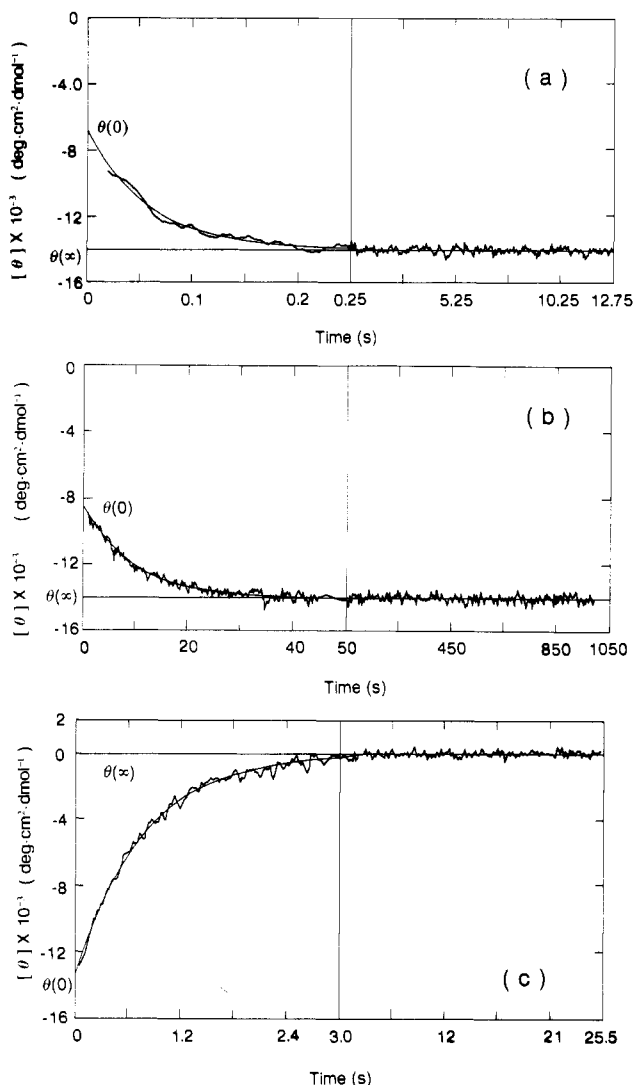 0
-4.0
-8
-12
-16
[ θ ] X 10⁻³ ( deg·cm²·dmol⁻¹ )
( a )
θ(0)
θ(∞)
0 0.1 0.2 0.25 5.25 10.25 12.75
Time (s)
0
-4
-8
-12
-16
[ θ ] X 10⁻³ ( deg·cm²·dmol⁻¹ )
( b )
θ(0)
θ(∞)
0 20 40 50 450 850 1050
Time (s)
2
0
-4
-8
-12
-16
[ θ ] X 10⁻³ ( deg·cm²·dmol⁻¹ )
θ(∞)
θ(0)
( c )
0 1.2 2.4 3.0 12 21 25.5
Time (s)